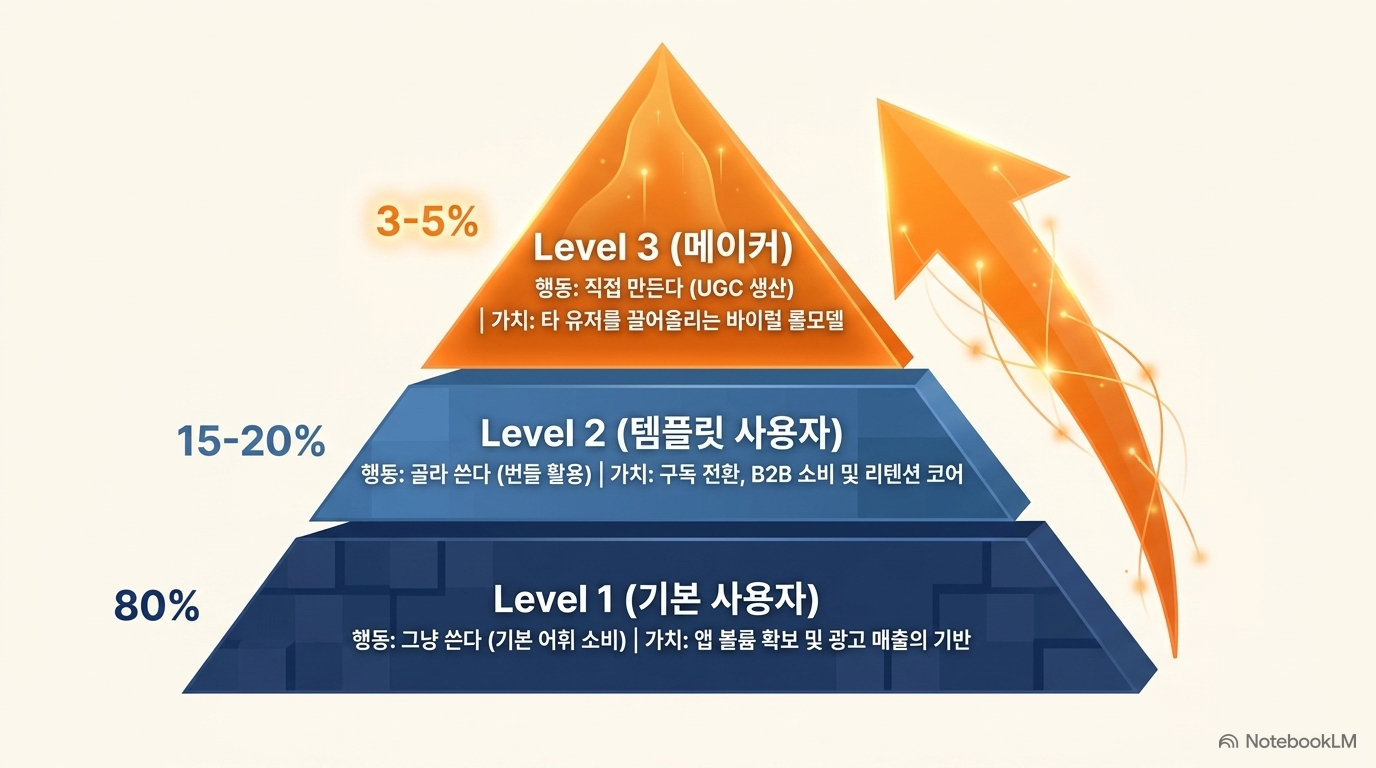 3-5%
Level 3 (메이커)
행동: 직접 만든다 (UGC 생산)
| 가치: 타 유저를 끌어올리는 바이럴 롤모델
15-20%
Level 2 (템플릿 사용자)
행동: 골라 쓴다 (번들 활용) | 가치: 구독 전환, B2B 소비 및 리텐션 코어
80%
Level 1 (기본 사용자)
행동: 그냥 쓴다 (기본 어휘 소비) | 가치: 앱 볼륨 확보 및 광고 매출의 기반
NotebookLM